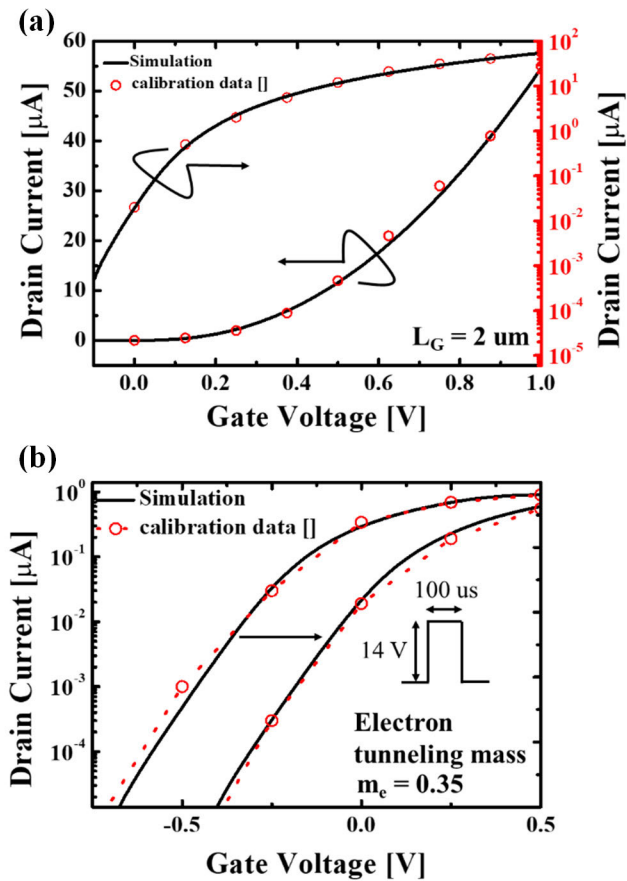 (a)
60
50
40
30
20
10
0
Drain Current [μA]
Simulation
calibration data []
10²
10¹
10⁰
10⁻¹
10⁻²
10⁻³
10⁻⁴
10⁻⁵
Drain Current [μA]
L_G = 2 um
0.0 0.2 0.4 0.6 0.8 1.0
Gate Voltage [V]
(b)
10⁰
10⁻¹
10⁻²
10⁻³
10⁻⁴
Drain Current [μA]
Simulation
calibration data []
100 us
14 V
Electron
tunneling mass
mₑ = 0.35
-0.5 0.0 0.5
Gate Voltage [V]